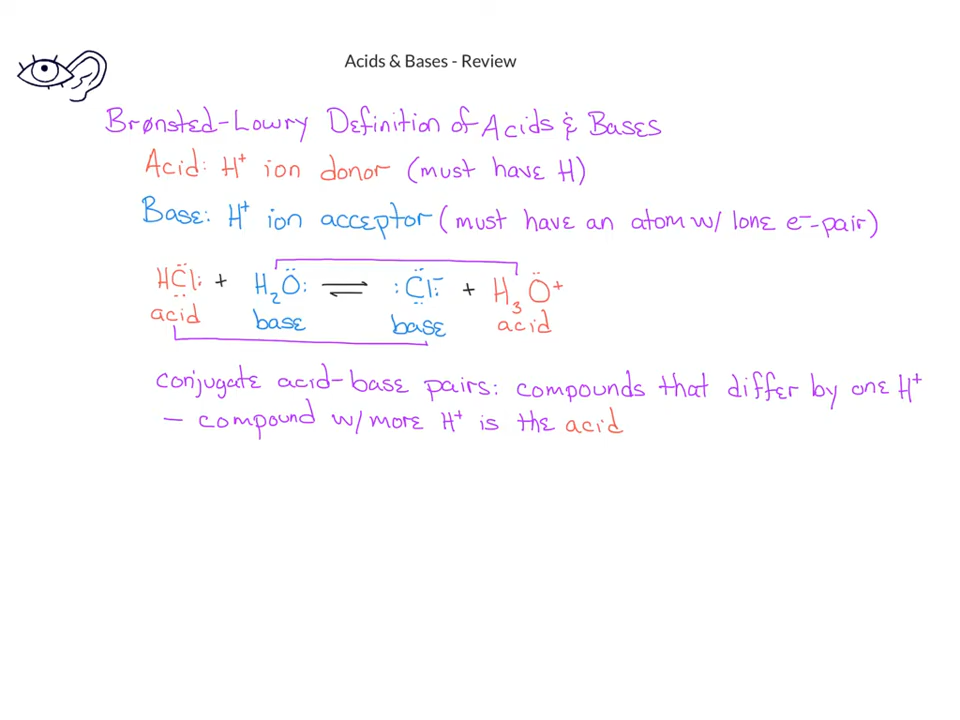 Acids & Bases - Review
Brønsted-Lowry Definition of Acids & Bases
Acid: H⁺ ion donor (must have H)
Base: H⁺ ion acceptor (must have an atom w/ lone e⁻-pair)
HCl: + H₂O: ⇌ :Cl:⁻ + H₃O⁺
acid base base acid
conjugate acid-base pairs: compounds that differ by one H⁺
— compound w/ more H⁺ is the acid